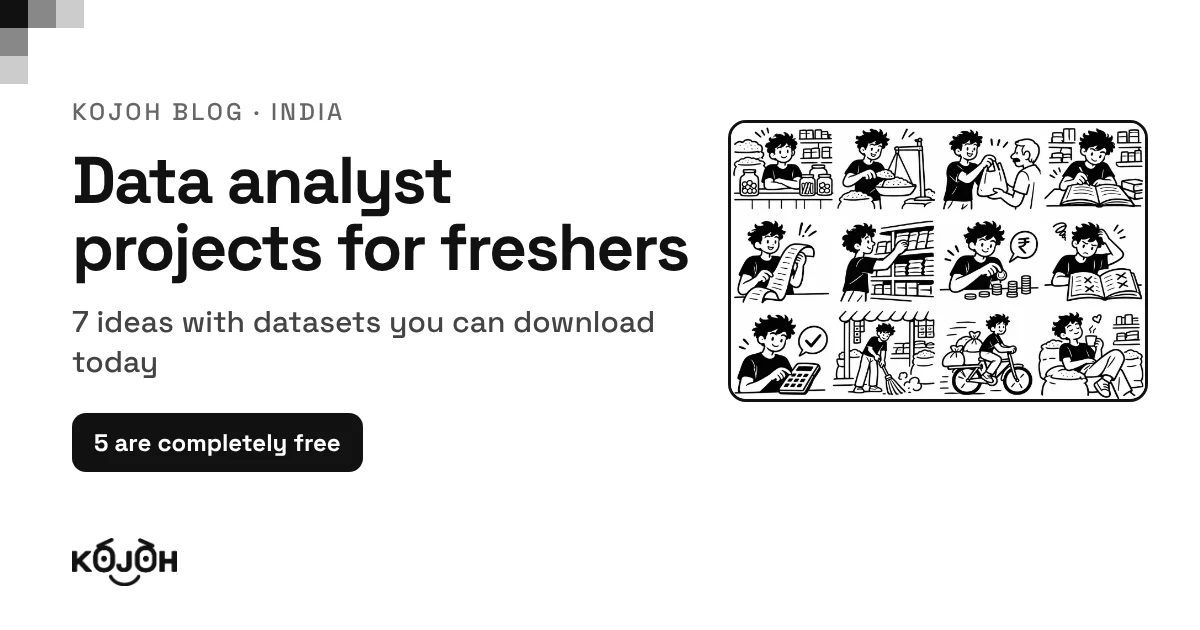 KOJOH BLOG · INDIA
Data analyst
projects for freshers
7 ideas with datasets you can download
today
5 are completely free
₹
KOJOH